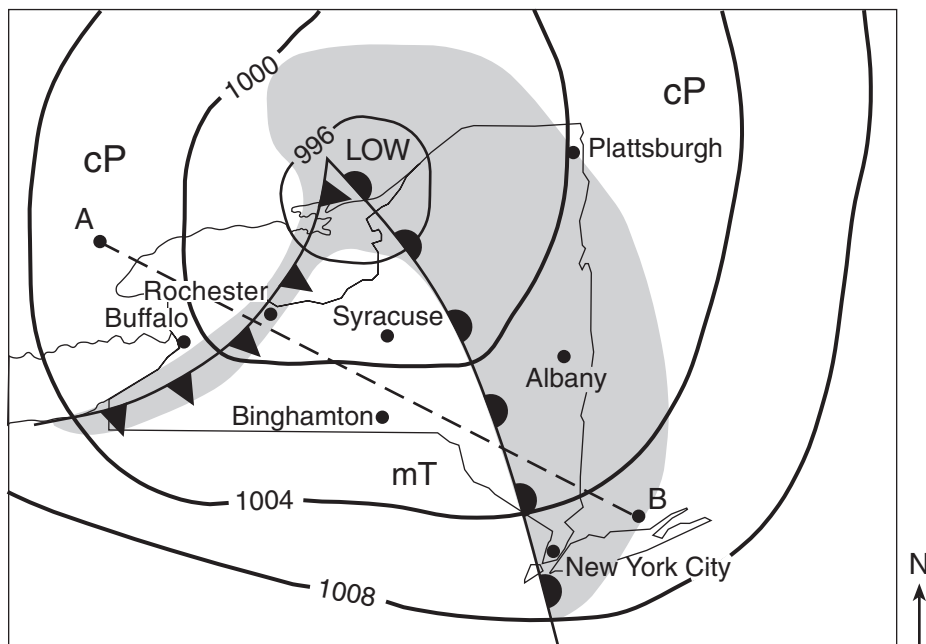 1000
cP
996
LOW
Plattsburgh
cP
A
Rochester
Buffalo
Syracuse
Albany
Binghamton
mT
1004
B
New York City
N
1008